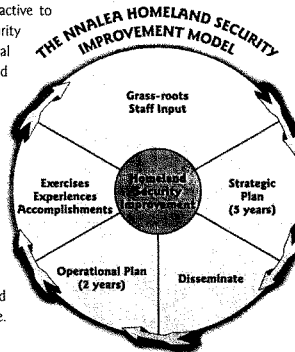 active to
rity
al
d
THE NNALEA HOMELAND SECURITY
IMPROVEMENT MODEL
Grass-roots
Staff Input
Exercises
Experiences
Accomplishments
Homeland
Security
Improvement
Strategic
Plan
(5 years)
Operational Plan
(2 years)
Disseminate
d
e.